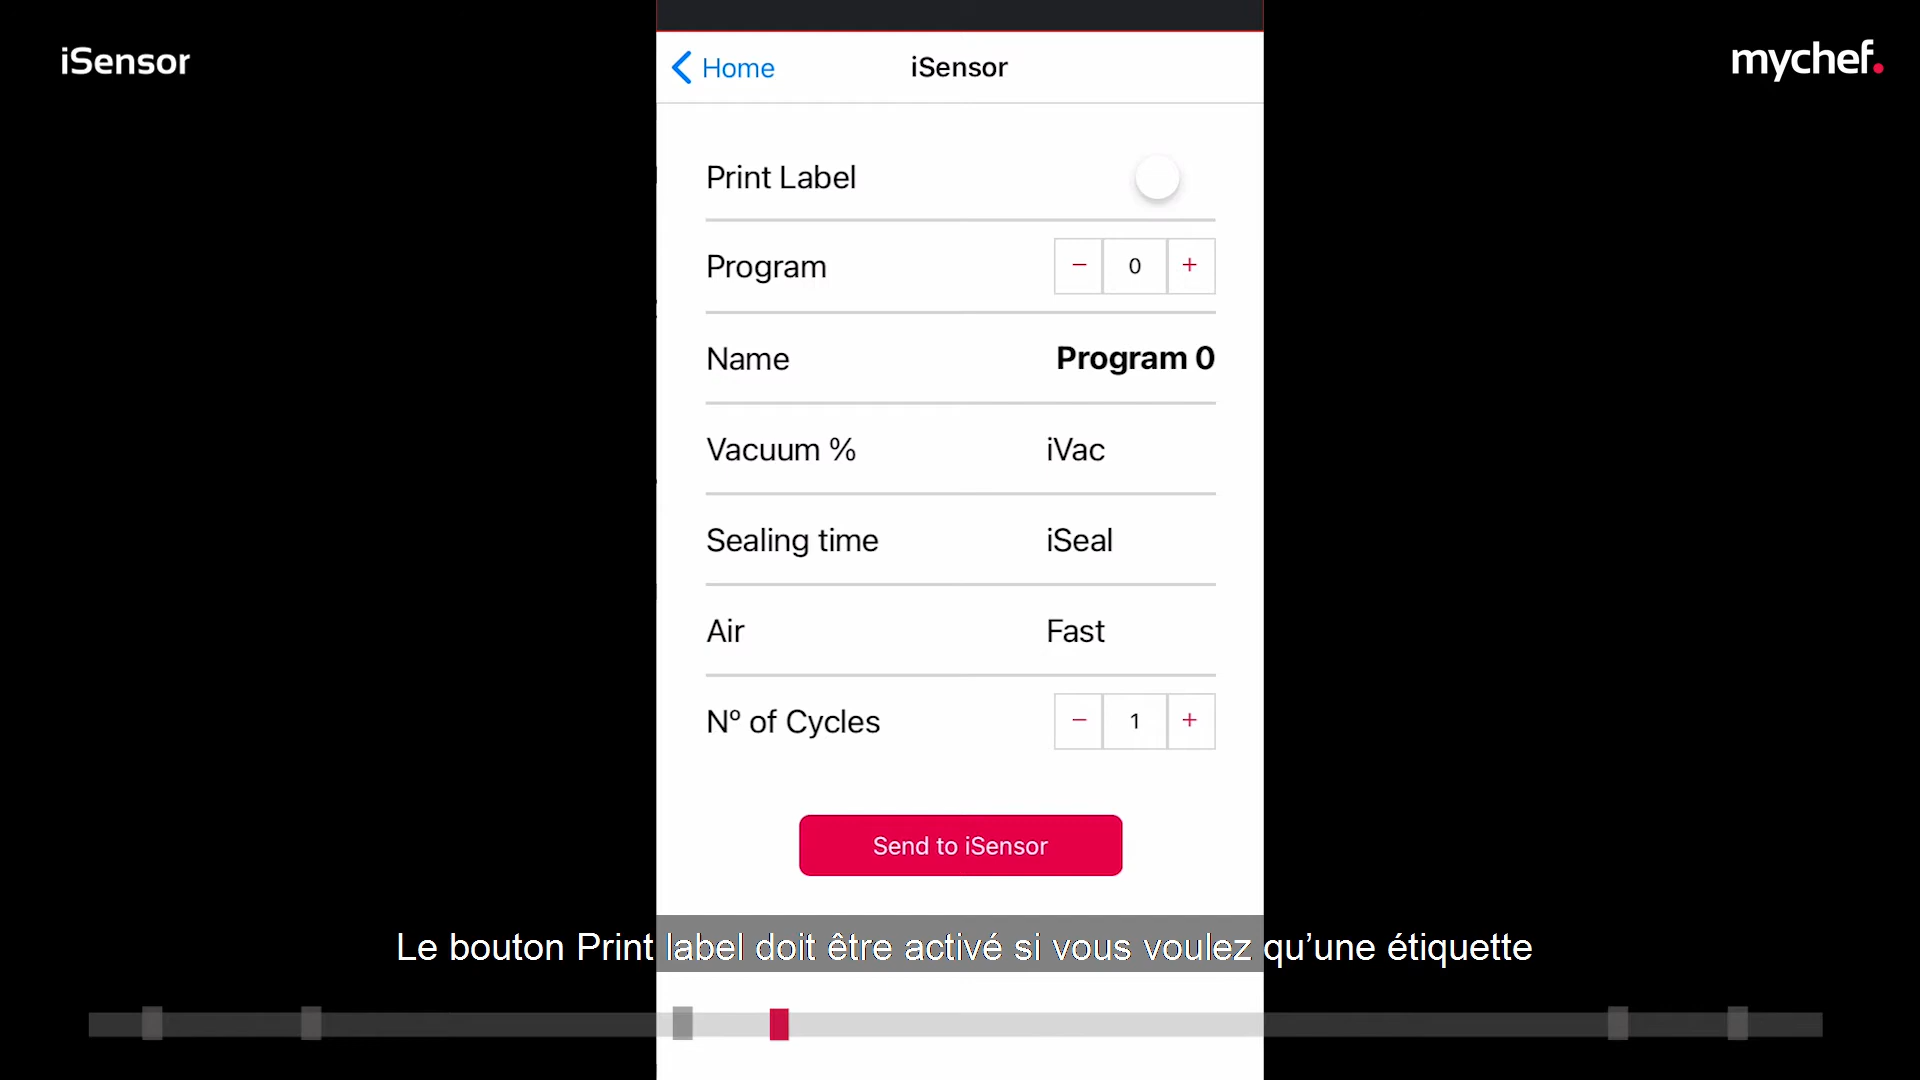 iSensor
mychef.
Home
iSensor
Print Label
Program
− 0 +
Name
Program 0
Vacuum %
iVac
Sealing time
iSeal
Air
Fast
Nº of Cycles
− 1 +
Send to iSensor
Le bouton Print label doit être activé si vous voulez qu’une étiquette